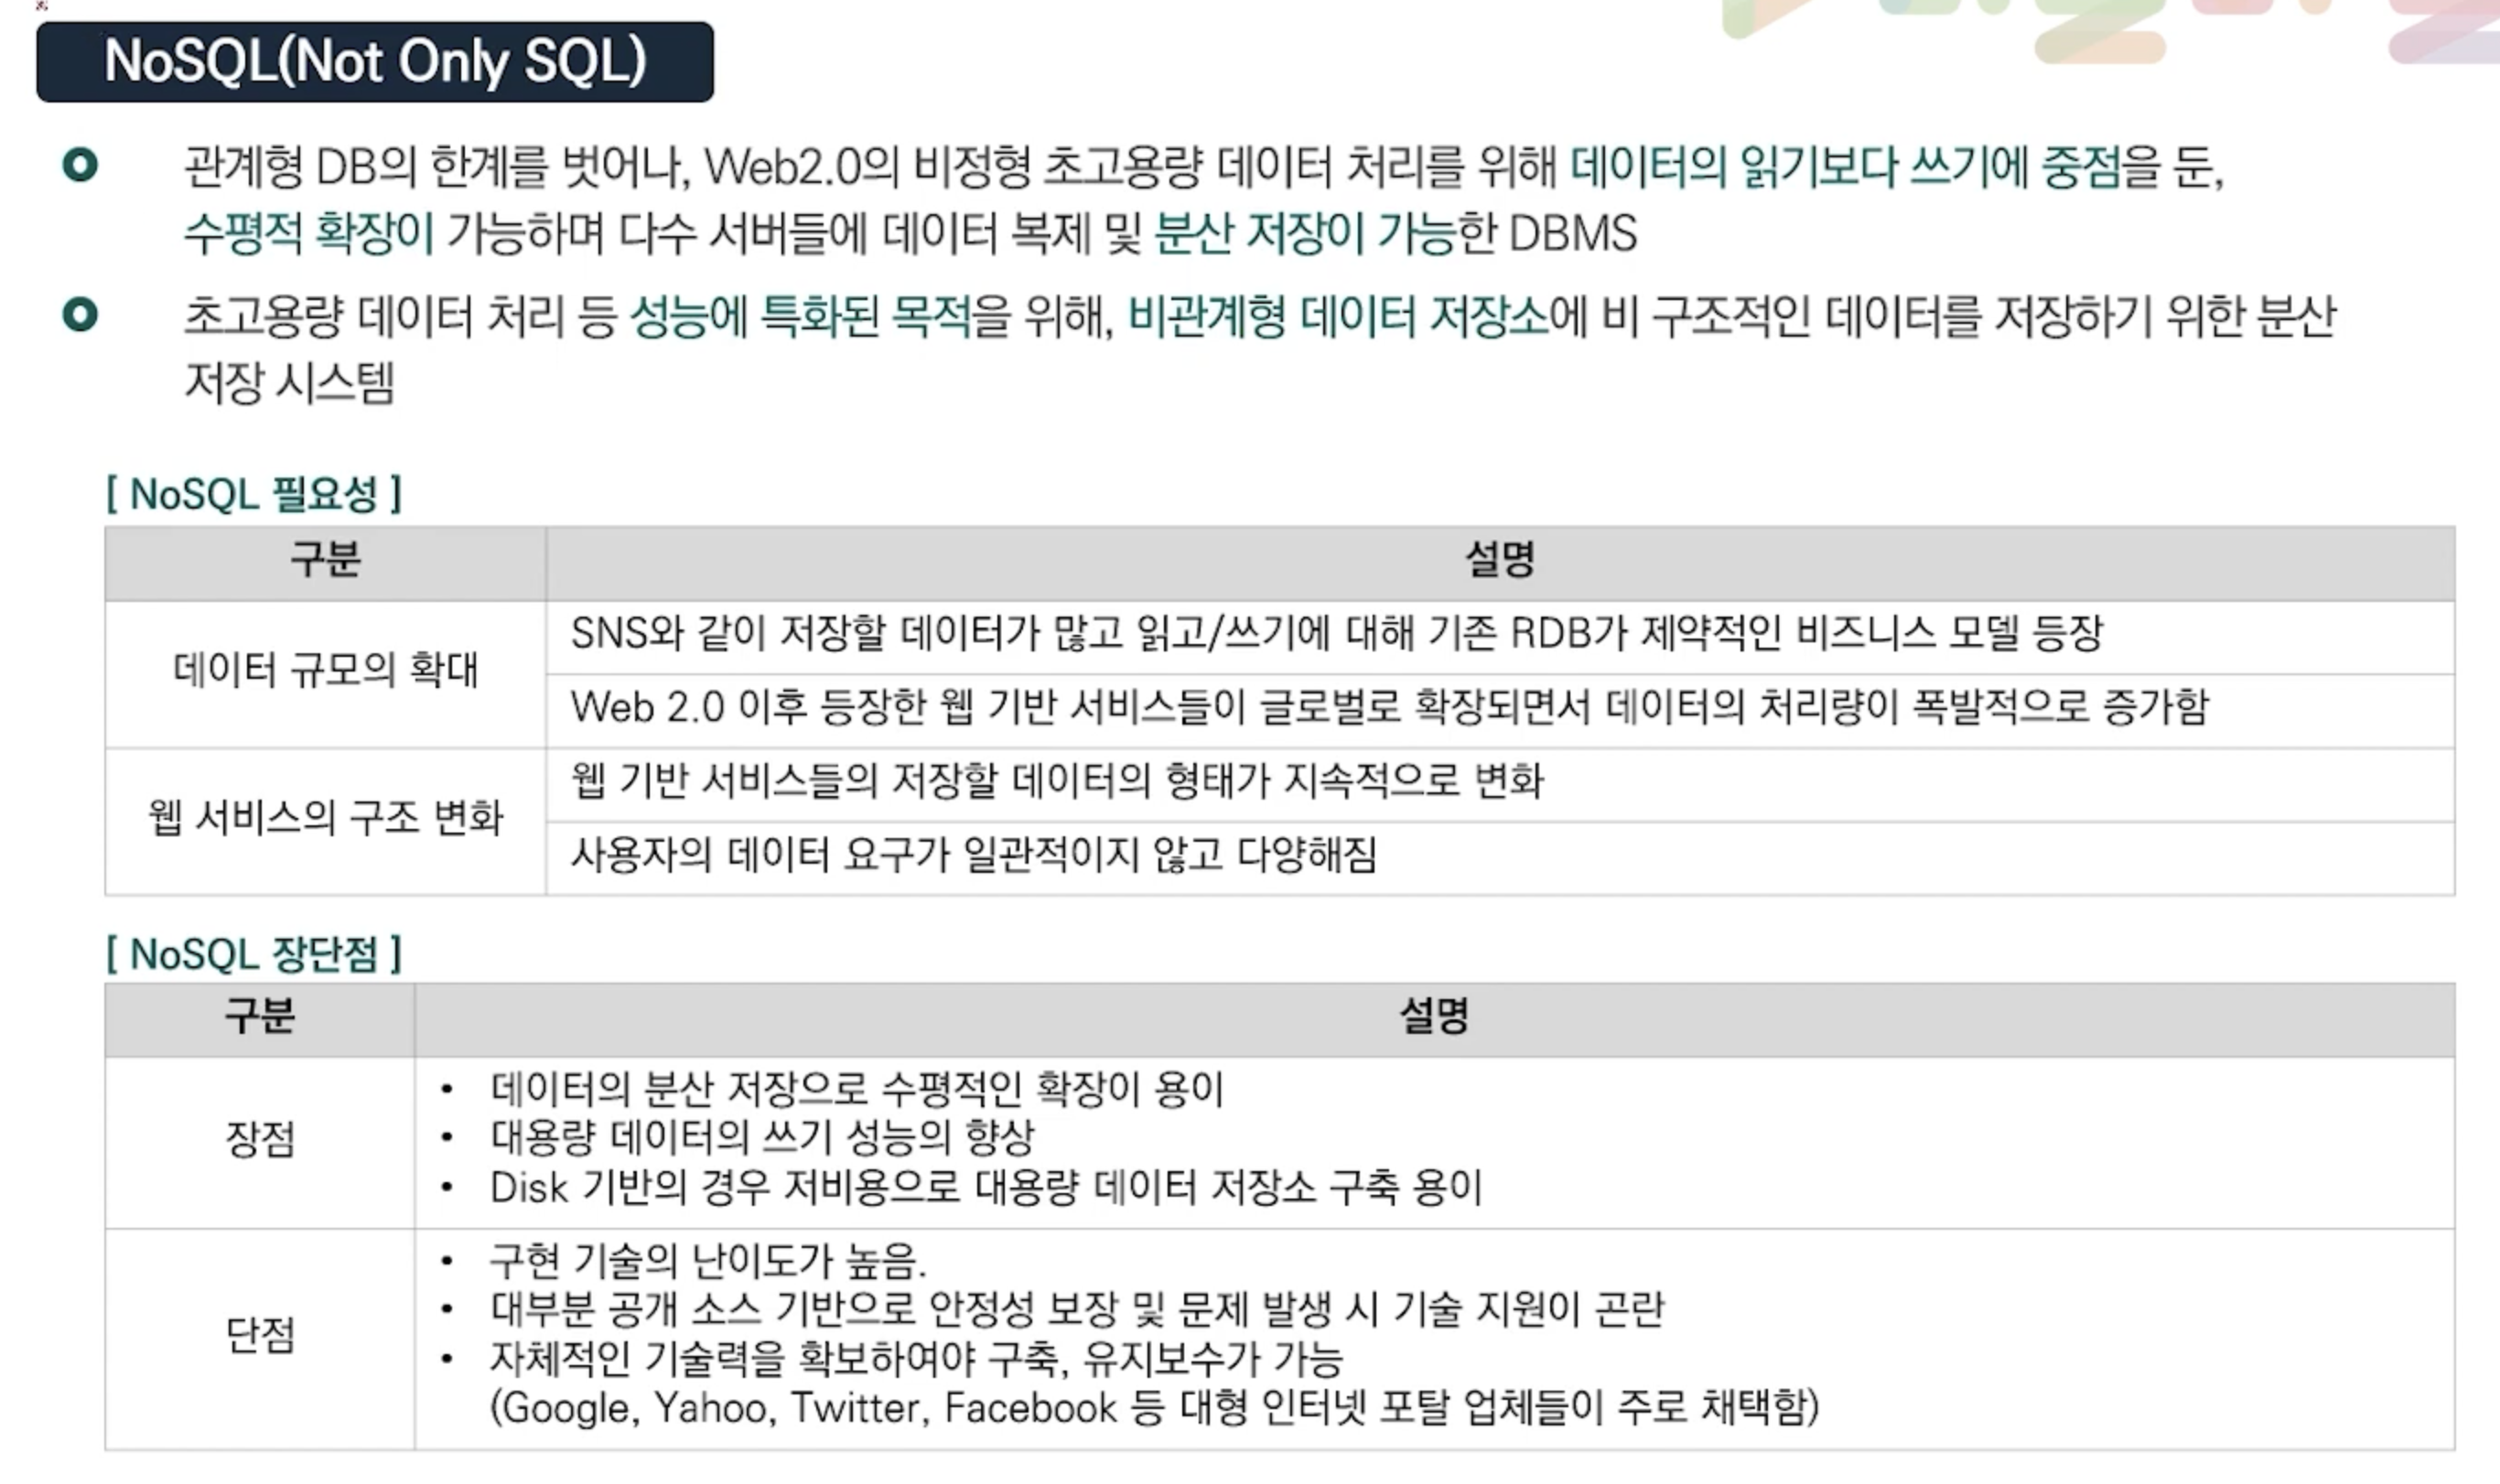 NoSQL(Not Only SQL)
관계형 DB의 한계를 벗어나, Web2.0의 비정형 초고용량 데이터 처리를 위해 데이터의 읽기보다 쓰기에 중점을 둔,
수평적 확장이 가능하며 다수 서버들에 데이터 복제 및 분산 저장이 가능한 DBMS
초고용량 데이터 처리 등 성능에 특화된 목적을 위해, 비관계형 데이터 저장소에 비 구조적인 데이터를 저장하기 위한 분산
저장 시스템
[ NoSQL 필요성 ]
구분 설명
데이터 규모의 확대
SNS와 같이 저장할 데이터가 많고 읽고/쓰기에 대해 기존 RDB가 제약적인 비즈니스 모델 등장
Web 2.0 이후 등장한 웹 기반 서비스들이 글로벌로 확장되면서 데이터의 처리량이 폭발적으로 증가함
웹 서비스의 구조 변화
웹 기반 서비스들의 저장할 데이터의 형태가 지속적으로 변화
사용자의 데이터 요구가 일관적이지 않고 다양해짐
[ NoSQL 장단점 ]
구분 설명
장점
• 데이터의 분산 저장으로 수평적인 확장이 용이
• 대용량 데이터의 쓰기 성능의 향상
• Disk 기반의 경우 저비용으로 대용량 데이터 저장소 구축 용이
단점
• 구현 기술의 난이도가 높음.
• 대부분 공개 소스 기반으로 안정성 보장 및 문제 발생 시 기술 지원이 곤란
• 자체적인 기술력을 확보하여야 구축, 유지보수가 가능
(Google, Yahoo, Twitter, Facebook 등 대형 인터넷 포탈 업체들이 주로 채택함)